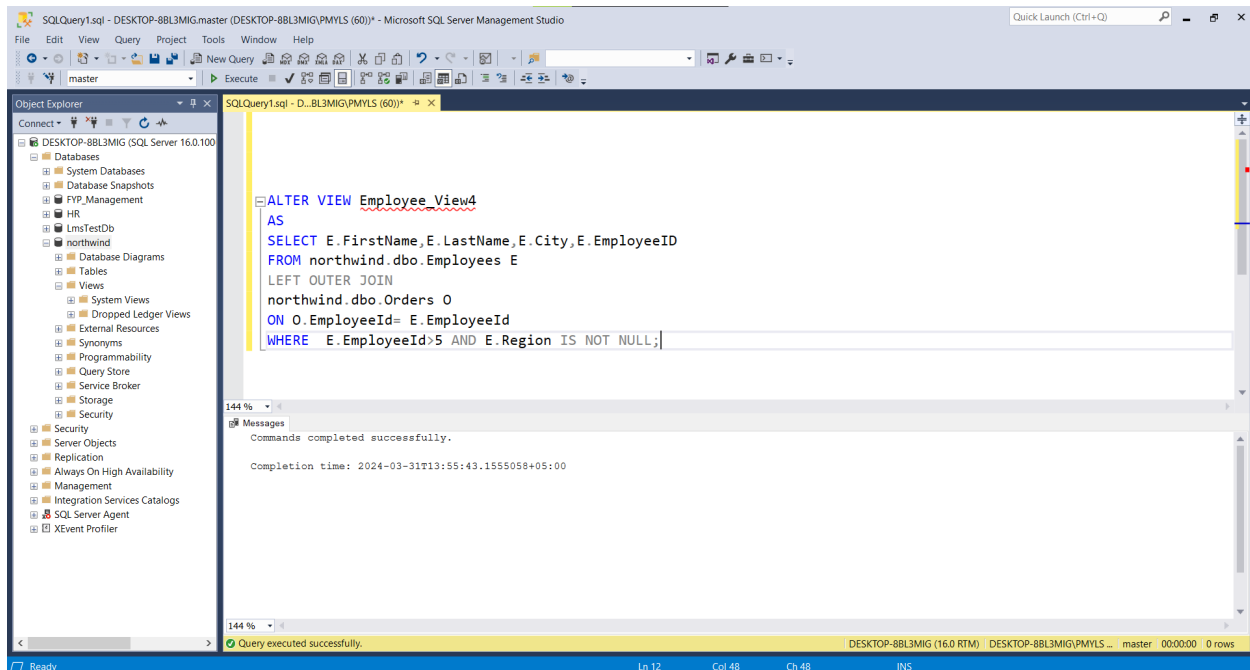 SQLQuery1.sql - DESKTOP-8BL3MIG.master (DESKTOP-8BL3MIG\PMYLS (60))* - Microsoft SQL Server Management Studio
Quick Launch (Ctrl+Q)
File Edit View Query Project Tools Window Help
New Query
master
Execute
Object Explorer
SQLQuery1.sql - D...BL3MIG\PMYLS (60))*
Connect
DESKTOP-8BL3MIG (SQL Server 16.0.100
Databases
System Databases
Database Snapshots
FYP_Management
HR
LmsTestDb
northwind
Database Diagrams
Tables
Views
System Views
Dropped Ledger Views
External Resources
Synonyms
Programmability
Query Store
Service Broker
Storage
Security
Security
Server Objects
Replication
Always On High Availability
Management
Integration Services Catalogs
SQL Server Agent
XEvent Profiler
ALTER VIEW Employee_View4
AS
SELECT E.FirstName,E.LastName,E.City,E.EmployeeID
FROM northwind.dbo.Employees E
LEFT OUTER JOIN
northwind.dbo.Orders O
ON O.EmployeeId= E.EmployeeId
WHERE  E.EmployeeId>5 AND E.Region IS NOT NULL;
144 %
Messages
Commands completed successfully.
Completion time: 2024-03-31T13:55:43.1555058+05:00
144 %
Query executed successfully.
DESKTOP-8BL3MIG (16.0 RTM) DESKTOP-8BL3MIG\PMYLS ... master 00:00:00 0 rows
Ready Ln 12 Col 48 Ch 48 INS